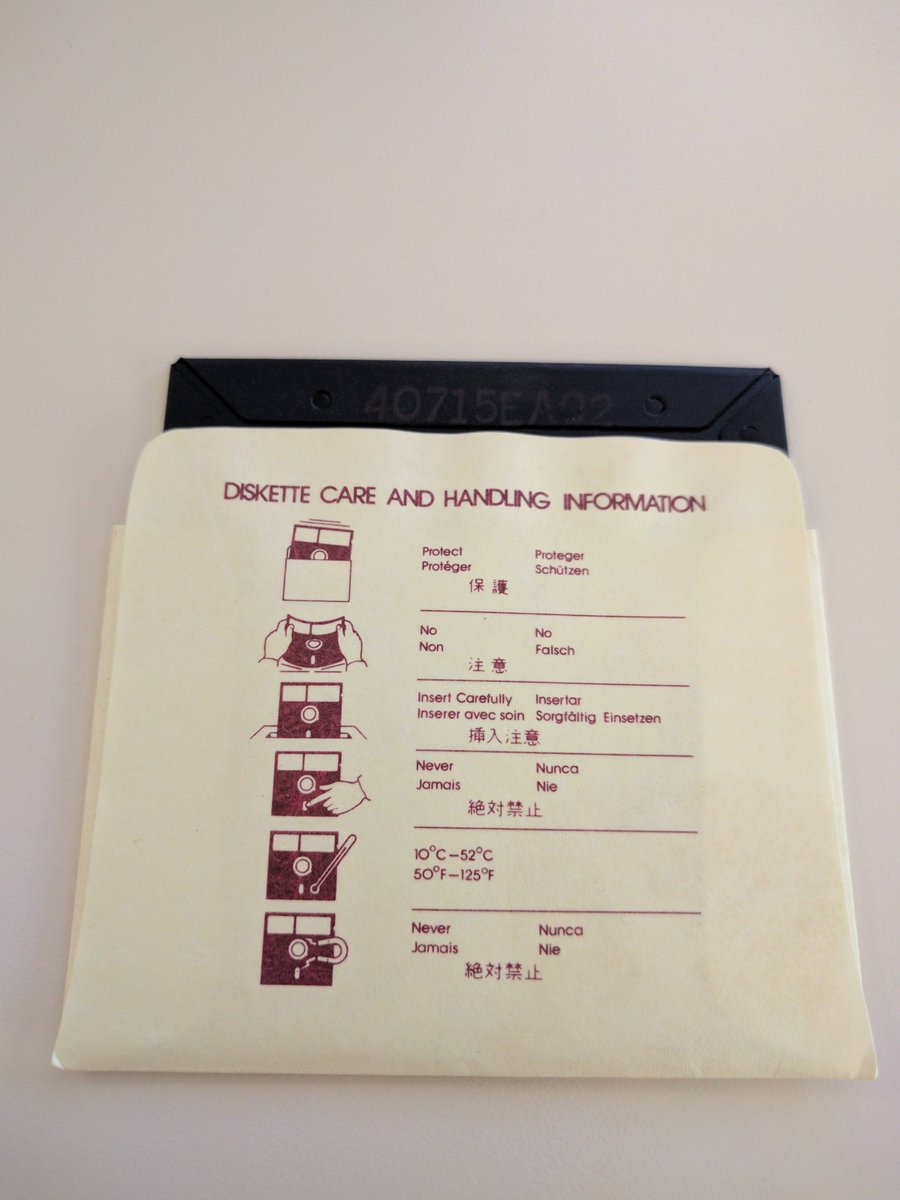 40715EA02
DISKETTE CARE AND HANDLING INFORMATION
Protect Proteger
Protéger Schützen
保護
No No
Non Falsch
注意
Insert Carefully Insertar
Inserer avec soin Sorgfältig Einsetzen
挿入注意
Never Nunca
Jamais Nie
絶対禁止
10°C—52°C
50°F—125°F
Never Nunca
Jamais Nie
絶対禁止